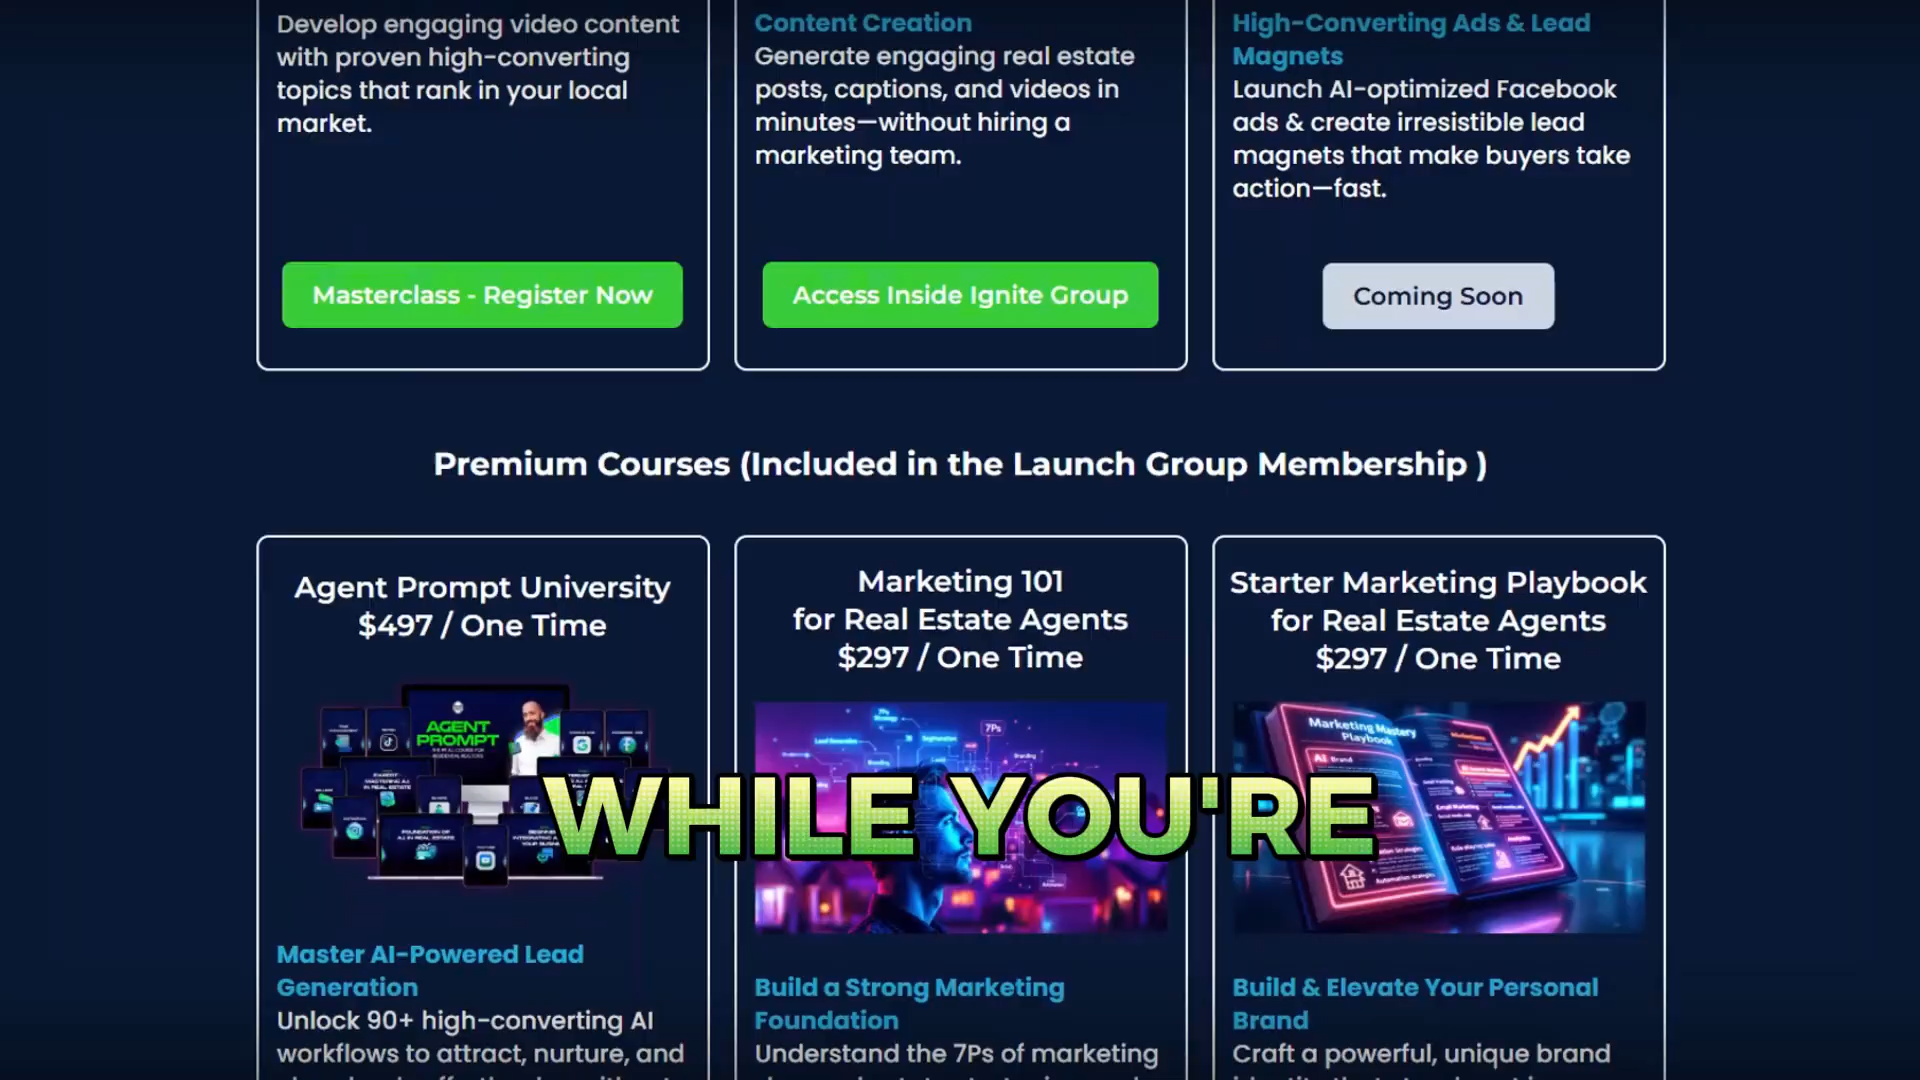 Develop engaging video content
with proven high-converting
topics that rank in your local
market.
Masterclass - Register Now
Content Creation
Generate engaging real estate
posts, captions, and videos in
minutes—without hiring a
marketing team.
Access Inside Ignite Group
High-Converting Ads & Lead
Magnets
Launch AI-optimized Facebook
ads & create irresistible lead
magnets that make buyers take
action—fast.
Coming Soon
Premium Courses (Included in the Launch Group Membership )
Agent Prompt University
$497 / One Time
AGENT
PROMPT
Master AI-Powered Lead
Generation
Unlock 90+ high-converting AI
workflows to attract, nurture, and
Marketing 101
for Real Estate Agents
$297 / One Time
7Ps
Build a Strong Marketing
Foundation
Understand the 7Ps of marketing
Starter Marketing Playbook
for Real Estate Agents
$297 / One Time
Marketing Mastery
Playbook
Build & Elevate Your Personal
Brand
Craft a powerful, unique brand
WHILE YOU'RE